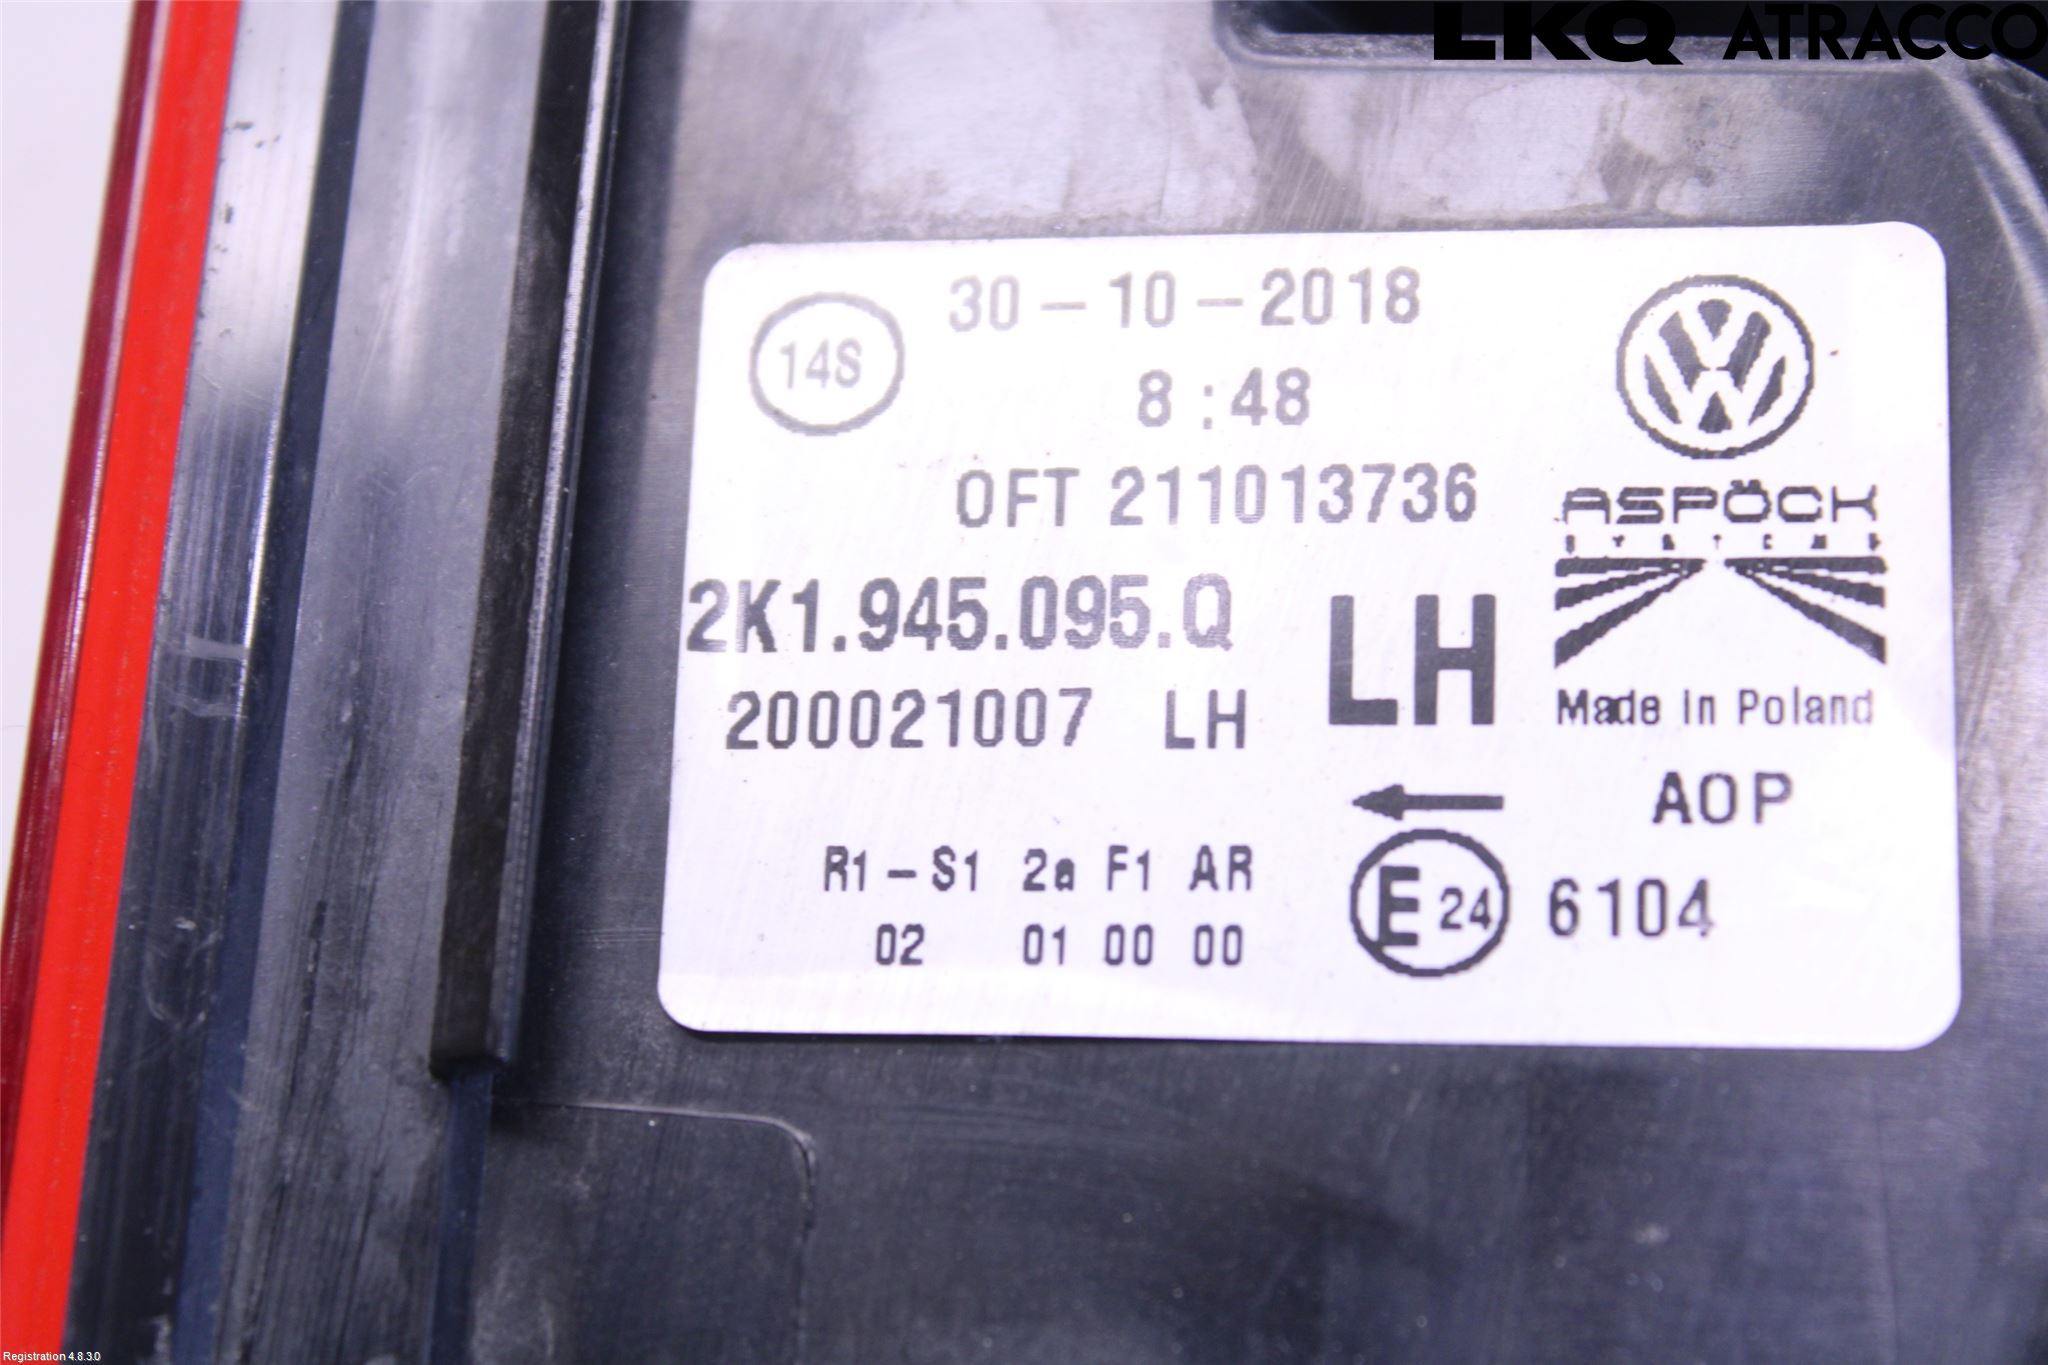 LKQ ATRACCO
14S
30-10-2018
8:48
OFT 211013736
ASPÖCK
SYSTEMS
2K1.945.095.Q
LH
200021007 LH
Made in Poland
AOP
R1-S1 2a F1 AR
02 01 00 00
E 24 6104
Registration 4.8.3.0